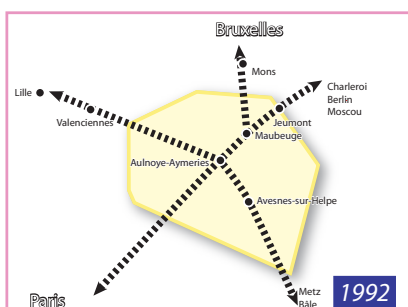 Bruxelles
Mons
Lille
Charleroi
Berlin
Moscou
Valenciennes
Jeumont
Maubeuge
Aulnoye-Aymeries
Avesnes-sur-Helpe
Paris
Metz
Bâle
1992